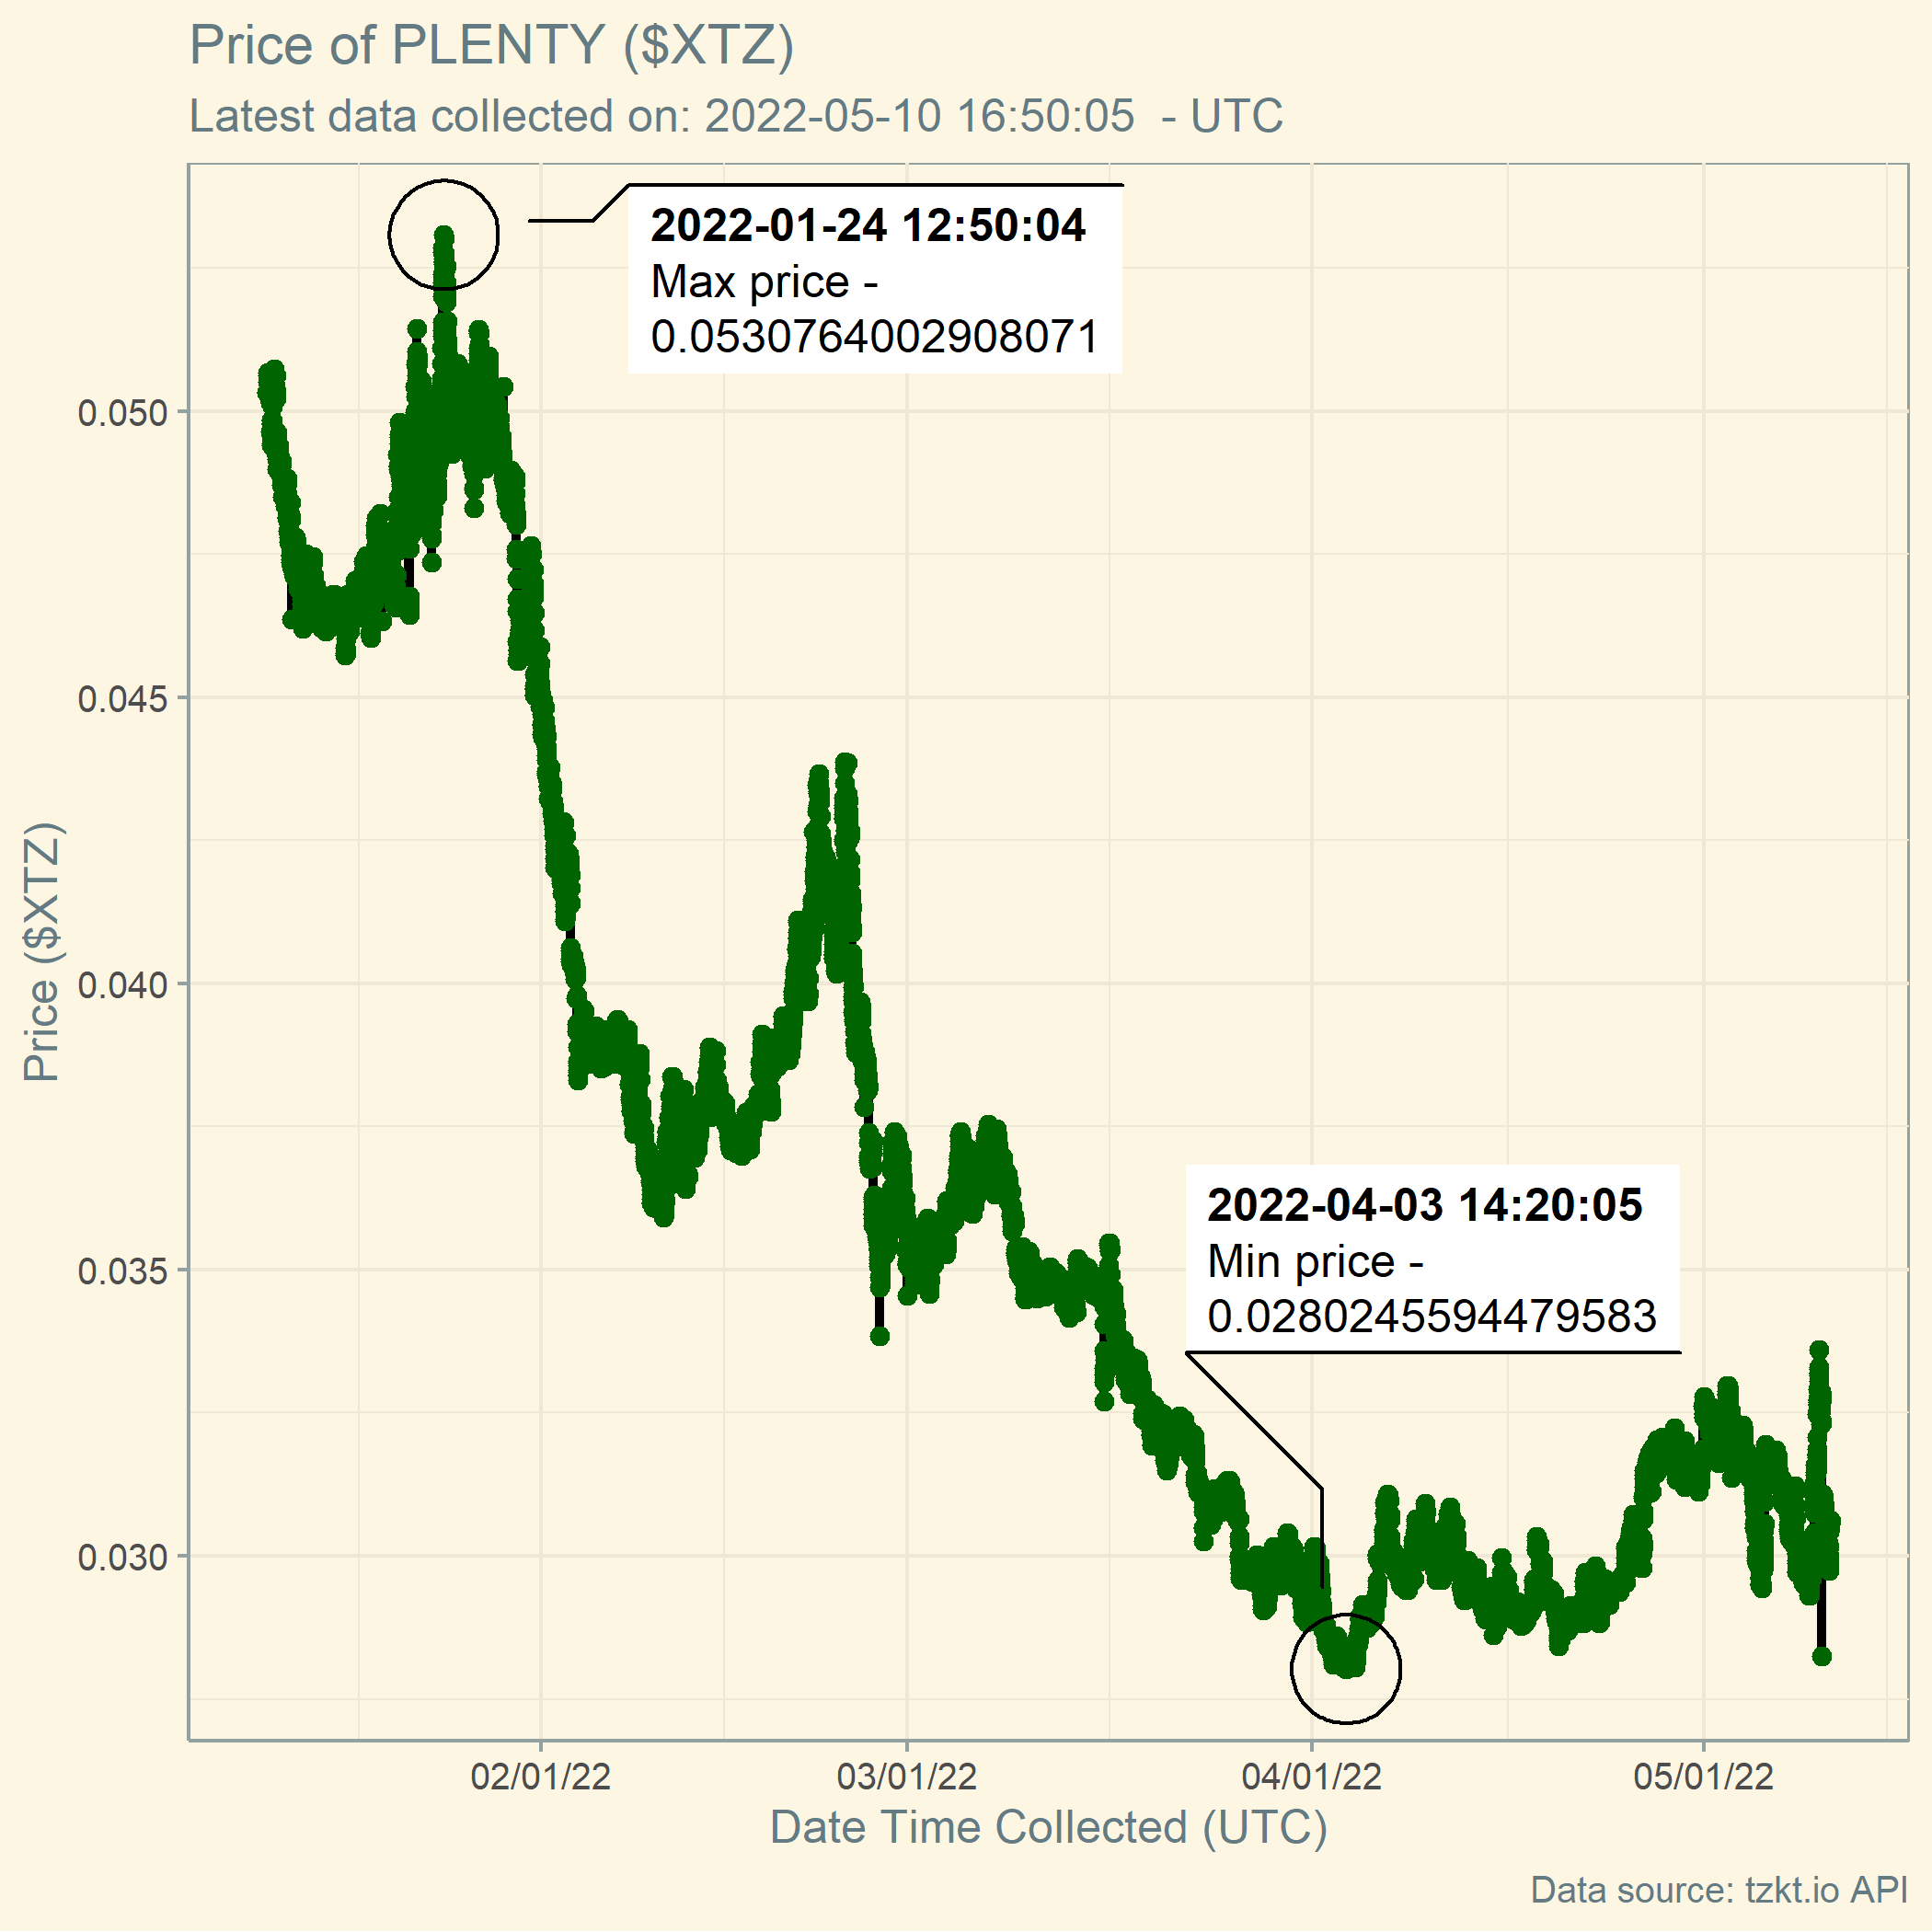 Price of PLENTY ($XTZ)
Latest data collected on: 2022-05-10 16:50:05  - UTC
2022-01-24 12:50:04
Max price -
0.0530764002908071
0.050
0.045
0.040
0.035
0.030
Price ($XTZ)
2022-04-03 14:20:05
Min price -
0.0280245594479583
02/01/22
03/01/22
04/01/22
05/01/22
Date Time Collected (UTC)
Data source: tzkt.io API